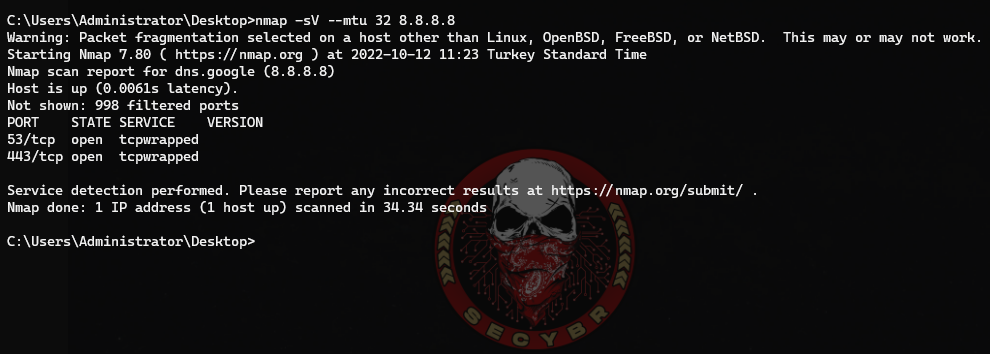 C:\Users\Administrator\Desktop>nmap -sV --mtu 32 8.8.8.8
Warning: Packet fragmentation selected on a host other than Linux, OpenBSD, FreeBSD, or NetBSD.  This may or may not work.
Starting Nmap 7.80 ( https://nmap.org ) at 2022-10-12 11:23 Turkey Standard Time
Nmap scan report for dns.google (8.8.8.8)
Host is up (0.0061s latency).
Not shown: 998 filtered ports
PORT    STATE SERVICE    VERSION
53/tcp  open  tcpwrapped
443/tcp open  tcpwrapped
Service detection performed. Please report any incorrect results at https://nmap.org/submit/ .
Nmap done: 1 IP address (1 host up) scanned in 34.34 seconds
C:\Users\Administrator\Desktop>
SECYBR